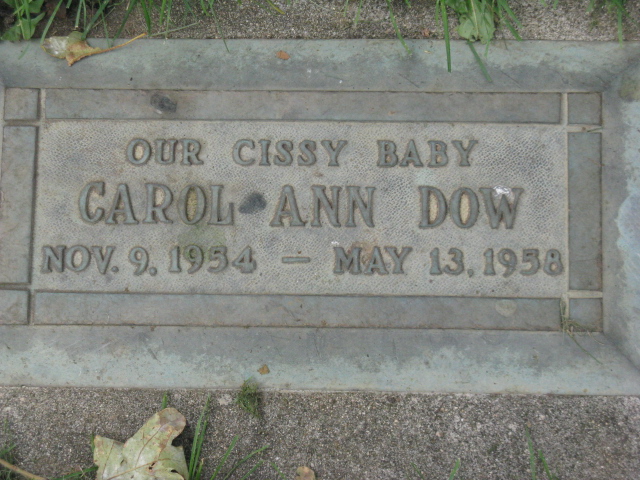 OUR CISSY BABY
CAROL ANN DOW
NOV. 9, 1954 – MAY 13, 1958